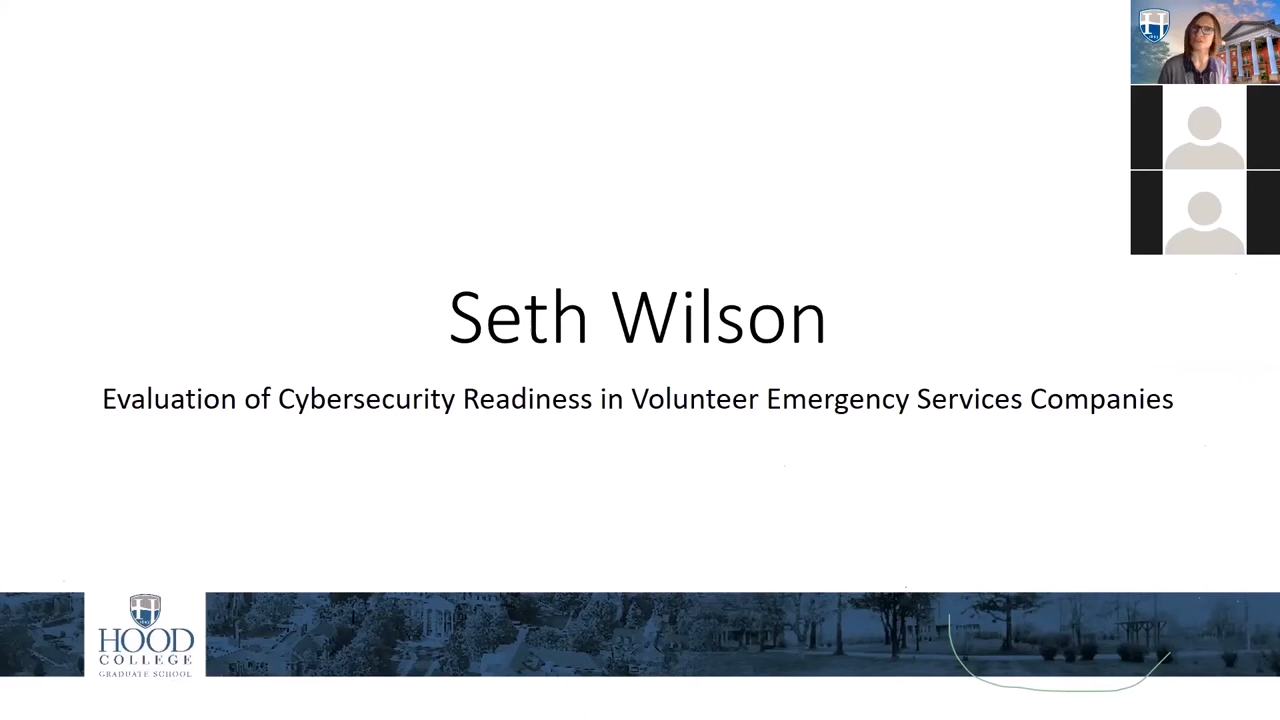 Seth Wilson
Evaluation of Cybersecurity Readiness in Volunteer Emergency Services Companies
HOOD
COLLEGE
GRADUATE SCHOOL